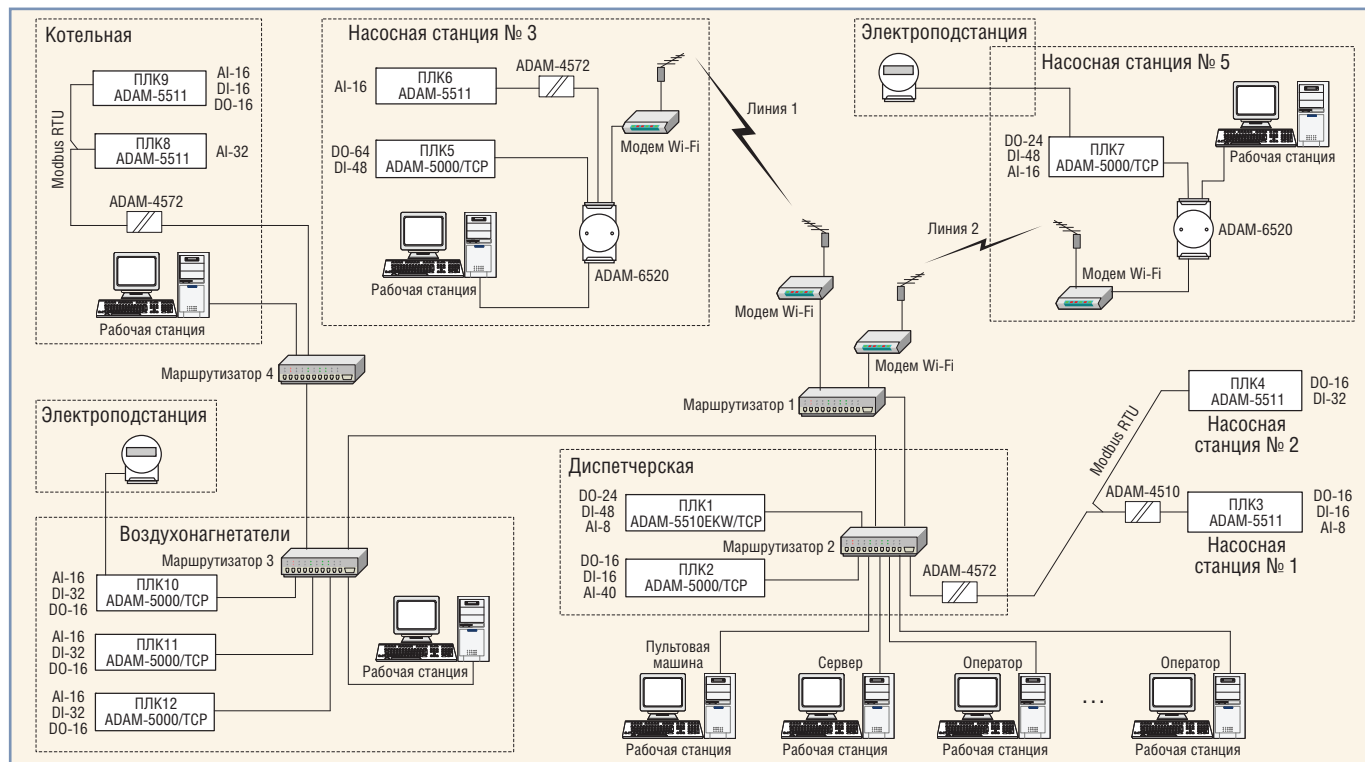 Котельная
ПЛК9
ADAM-5511
AI-16
DI-16
DO-16
ПЛК8
ADAM-5511
AI-32
Modbus RTU
ADAM-4572
Рабочая станция
Насосная станция № 3
AI-16
ПЛК6
ADAM-5511
ADAM-4572
DO-64
DI-48
ПЛК5
ADAM-5000/TCP
Модем Wi-Fi
Рабочая станция
ADAM-6520
Линия 1
Электроподстанция
Насосная станция № 5
DO-24
DI-48
AI-16
ПЛК7
ADAM-5000/TCP
Рабочая станция
ADAM-6520
Модем Wi-Fi
Линия 2
Модем Wi-Fi
Модем Wi-Fi
Маршрутизатор 4
Маршрутизатор 1
Электроподстанция
Воздухонагнетатели
Маршрутизатор 3
AI-16
DI-32
DO-16
ПЛК10
ADAM-5000/TCP
AI-16
DI-32
DO-16
ПЛК11
ADAM-5000/TCP
AI-16
DI-32
DO-16
ПЛК12
ADAM-5000/TCP
Рабочая станция
Диспетчерская
DO-24
DI-48
AI-8
ПЛК1
ADAM-5510EKW/TCP
Маршрутизатор 2
DO-16
DI-16
AI-40
ПЛК2
ADAM-5000/TCP
ADAM-4572
Modbus RTU
ПЛК4
ADAM-5511
DO-16
DI-32
Насосная
станция № 2
ADAM-4510
ПЛК3
ADAM-5511
DO-16
DI-16
AI-8
Насосная
станция № 1
Пультовая
машина
Рабочая станция
Сервер
Рабочая станция
Оператор
Рабочая станция
...
Оператор
Рабочая станция